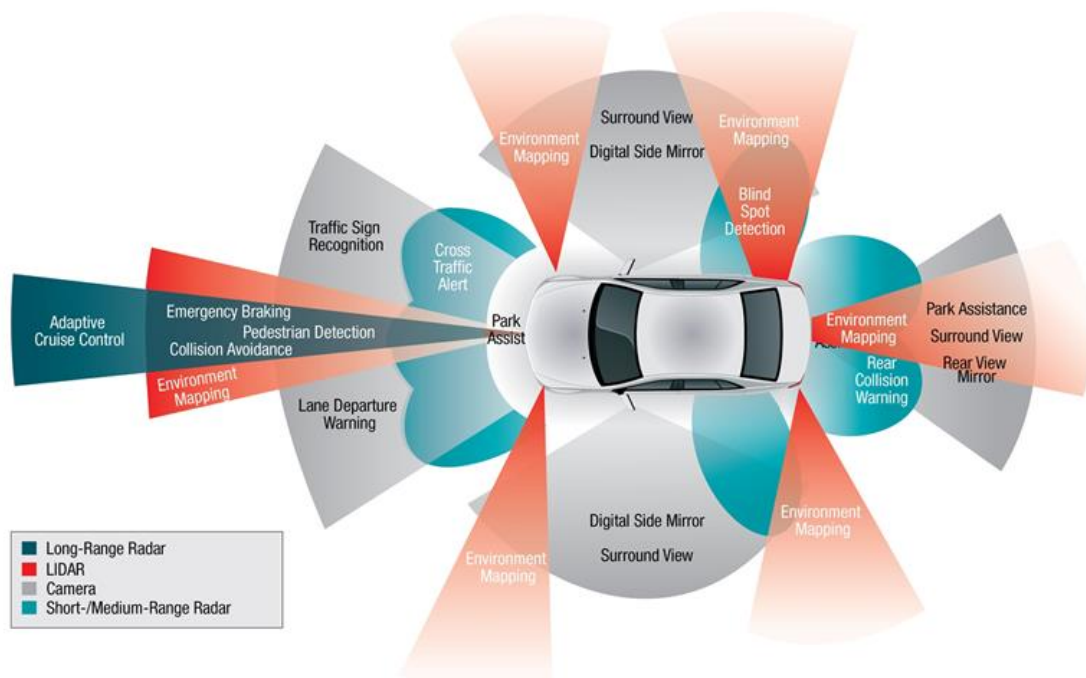 Environment
Mapping
Surround View
Digital Side Mirror
Environment
Mapping
Blind
Spot
Detection
Traffic Sign
Recognition
Cross
Traffic
Alert
Adaptive
Cruise Control
Emergency Braking
Pedestrian Detection
Collision Avoidance
Environment
Mapping
Park
Assist
Lane Departure
Warning
Environment
Mapping
Rear
Collision
Warning
Park Assistance
Surround View
Rear View
Mirror
Environment
Mapping
Digital Side Mirror
Surround View
Environment
Mapping
Long-Range Radar
LIDAR
Camera
Short-/Medium-Range Radar